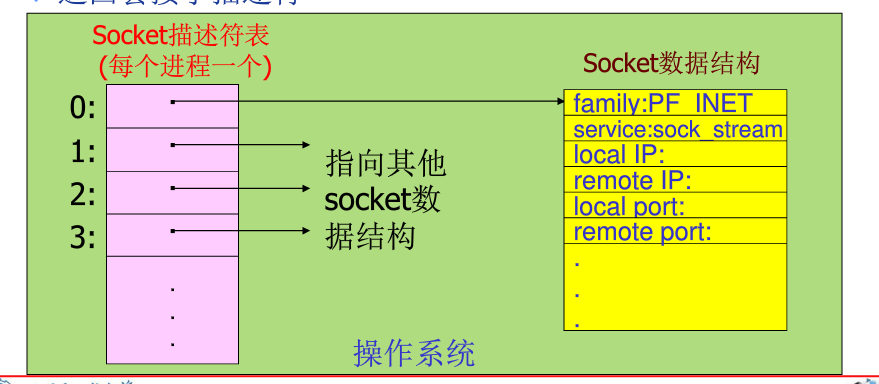 Socket描述符表
(每个进程一个)
Socket数据结构
0:
1:
2:
3:
指向其他
socket数
据结构
family:PF_INET
service:sock_stream
local IP:
remote IP:
local port:
remote port:
.
.
.
.
.
.
操作系统